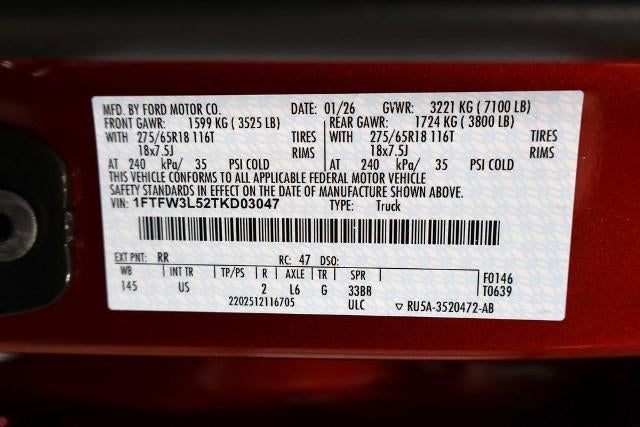 MFD. BY FORD MOTOR CO. DATE: 01/26 GVWR: 3221 KG ( 7100 LB)
FRONT GAWR: 1599 KG ( 3525 LB) REAR GAWR: 1724 KG ( 3800 LB)
WITH 275/65R18 116T TIRES WITH 275/65R18 116T TIRES
18x7.5J RIMS 18x7.5J RIMS
AT 240 kPa/ 35 PSI COLD AT 240 kPa/ 35 PSI COLD
THIS VEHICLE CONFORMS TO ALL APPLICABLE FEDERAL MOTOR VEHICLE
SAFETY STANDARDS IN EFFECT ON THE DATE OF MANUFACTURE SHOWN ABOVE.
VIN: 1FTFW3L52TKD03047 TYPE: Truck
EXT PNT: RR RC: 47 DSO:
WB INT TR TP/PS R AXLE TR SPR F0146
145 US 2 L6 G 33BR T0639
2202512116705 ULC ▽ RU5A-3520472-AB